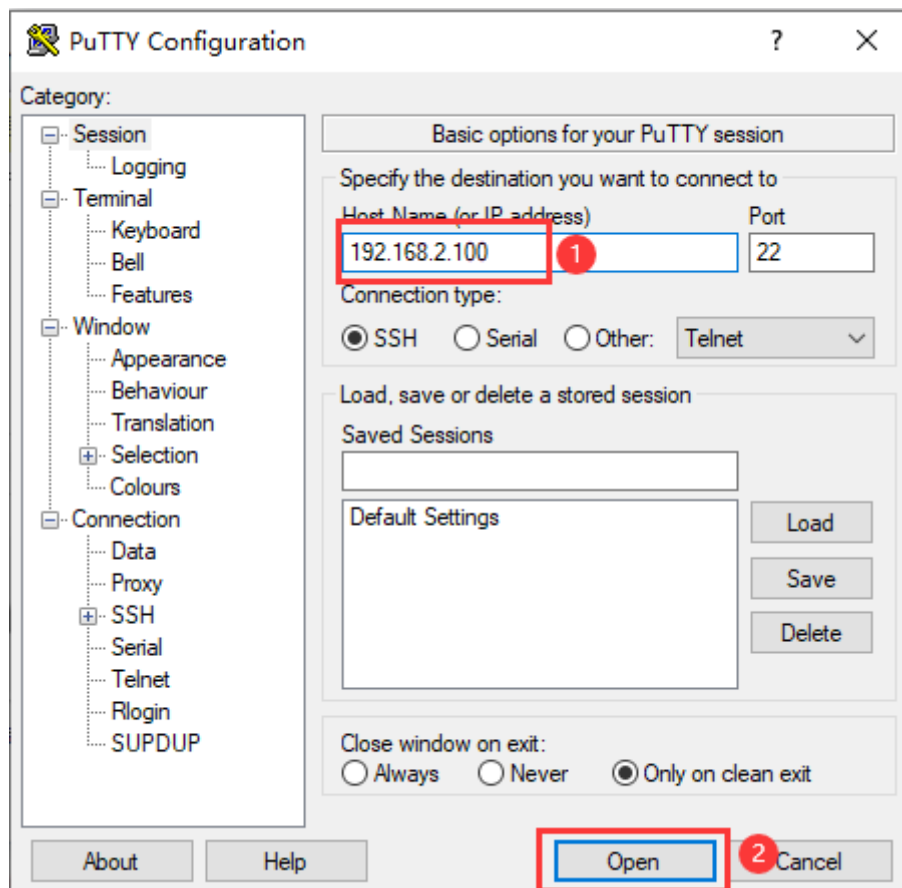 PuTTY Configuration
?
Category:
Session
Logging
Terminal
Keyboard
Bell
Features
Window
Appearance
Behaviour
Translation
Selection
Colours
Connection
Data
Proxy
SSH
Serial
Telnet
Rlogin
SUPDUP
Basic options for your PuTTY session
Specify the destination you want to connect to
Host Name (or IP address) Port
192.168.2.100 1 22
Connection type:
SSH Serial Other: Telnet
Load, save or delete a stored session
Saved Sessions
Default Settings
Load
Save
Delete
Close window on exit:
Always Never Only on clean exit
About Help Open 2 Cancel